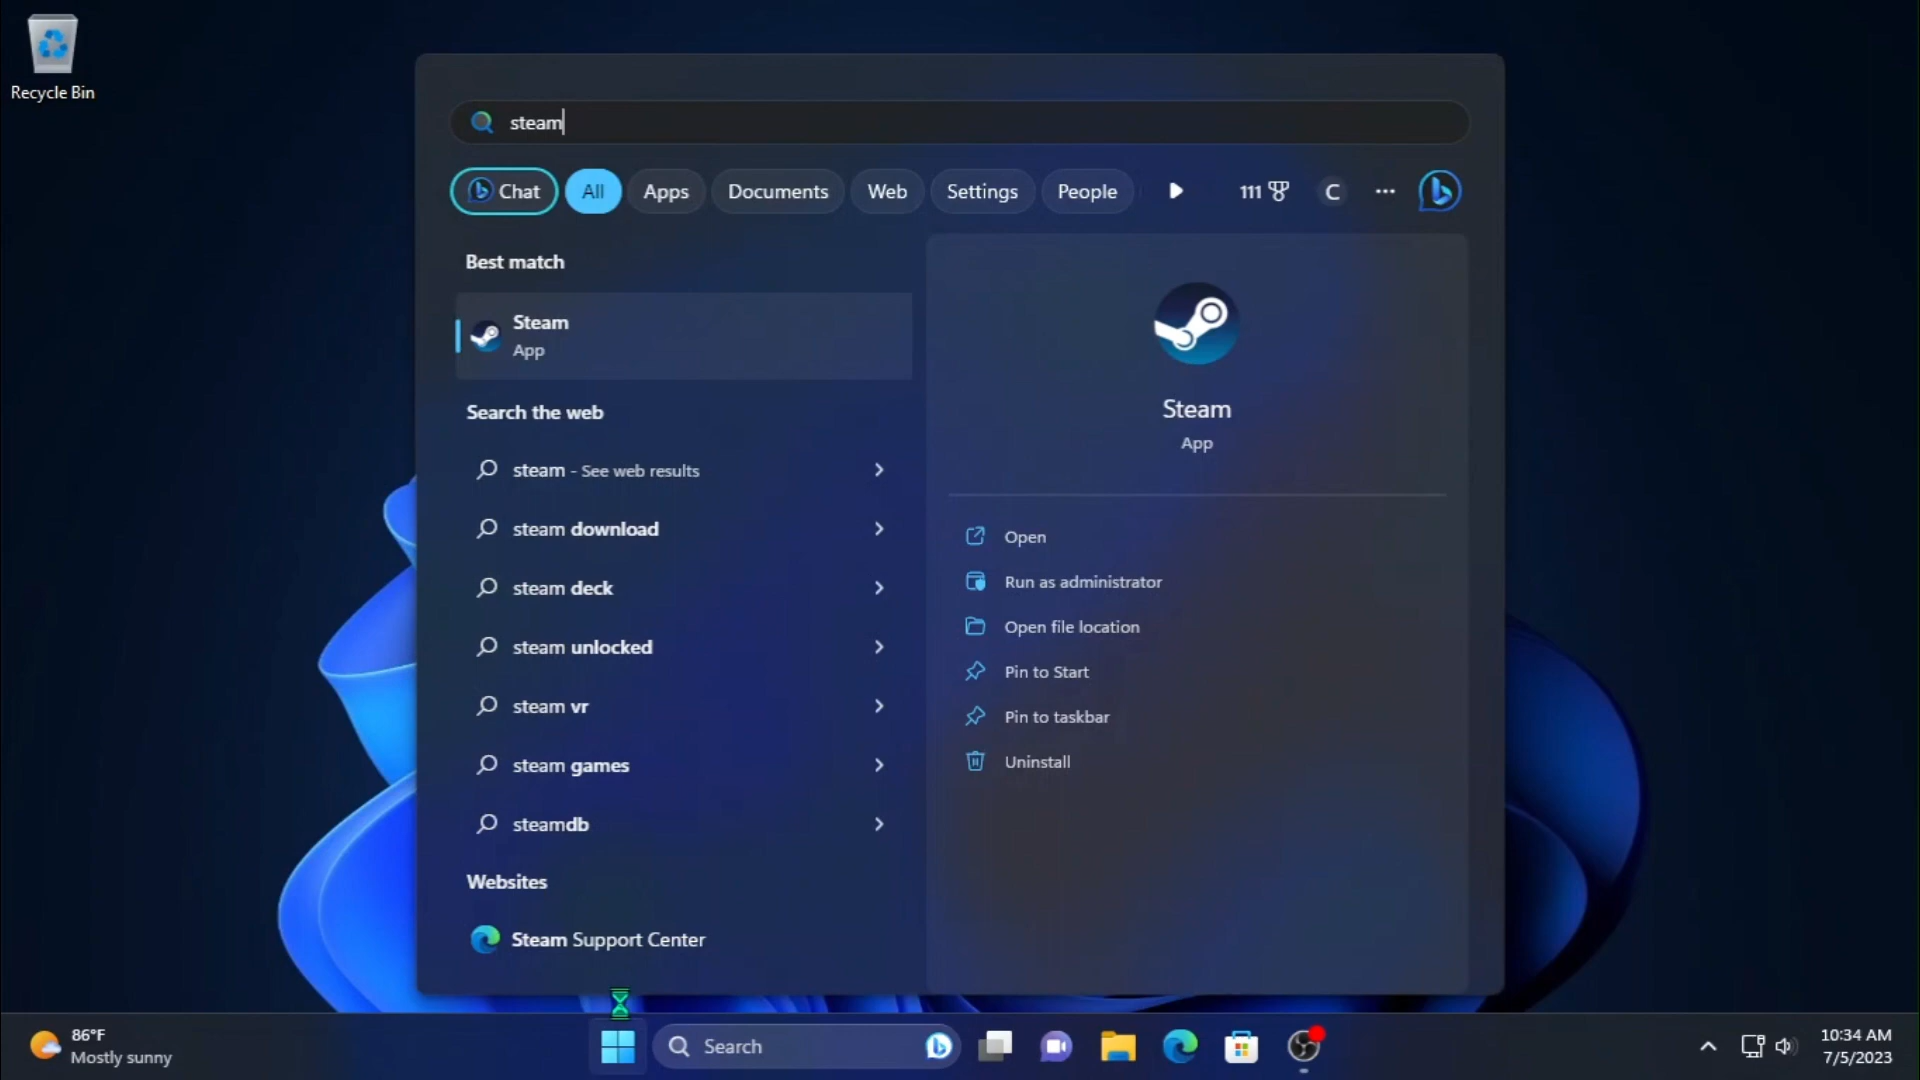 Recycle Bin
steam
Chat
All
Apps
Documents
Web
Settings
People
111
C
Best match
Steam
App
Search the web
steam - See web results
steam download
steam deck
steam unlocked
steam vr
steam games
steamdb
Websites
Steam Support Center
Steam
App
Open
Run as administrator
Open file location
Pin to Start
Pin to taskbar
Uninstall
86°F
Mostly sunny
Search
10:34 AM
7/5/2023